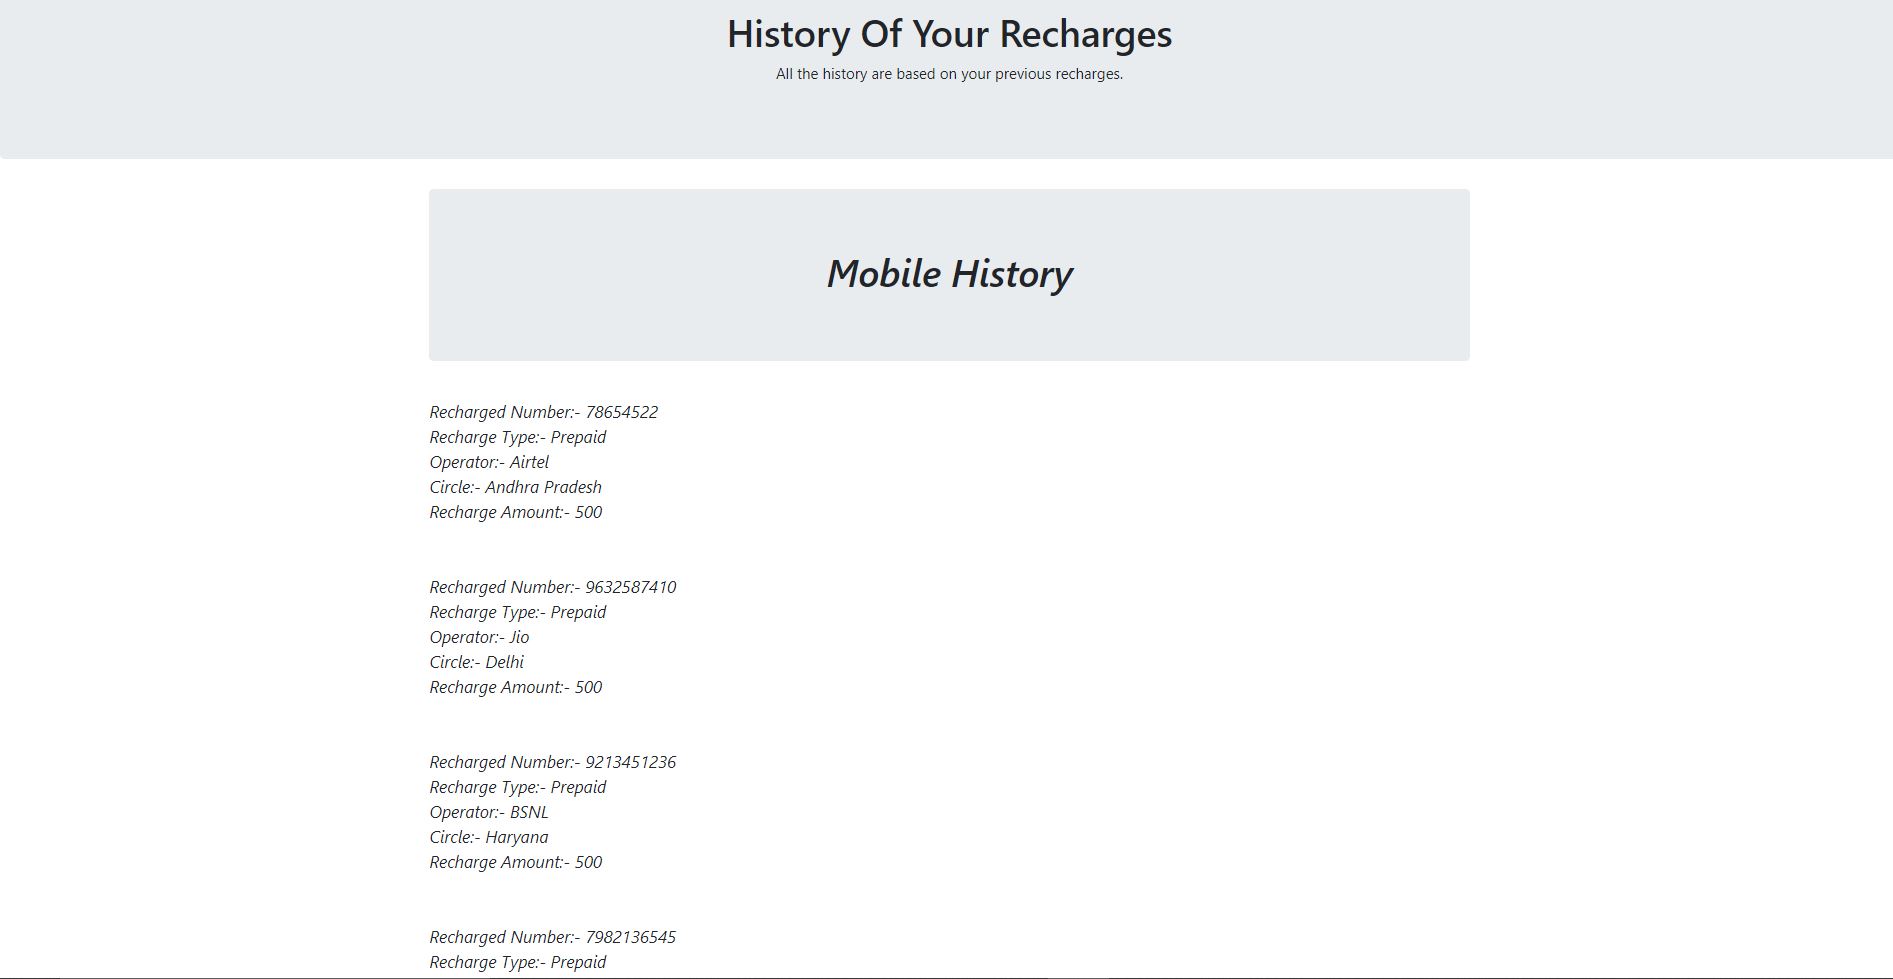 History Of Your Recharges
All the history are based on your previous recharges.
Mobile History
Recharged Number:- 78654522
Recharge Type:- Prepaid
Operator:- Airtel
Circle:- Andhra Pradesh
Recharge Amount:- 500
Recharged Number:- 9632587410
Recharge Type:- Prepaid
Operator:- Jio
Circle:- Delhi
Recharge Amount:- 500
Recharged Number:- 9213451236
Recharge Type:- Prepaid
Operator:- BSNL
Circle:- Haryana
Recharge Amount:- 500
Recharged Number:- 7982136545
Recharge Type:- Prepaid